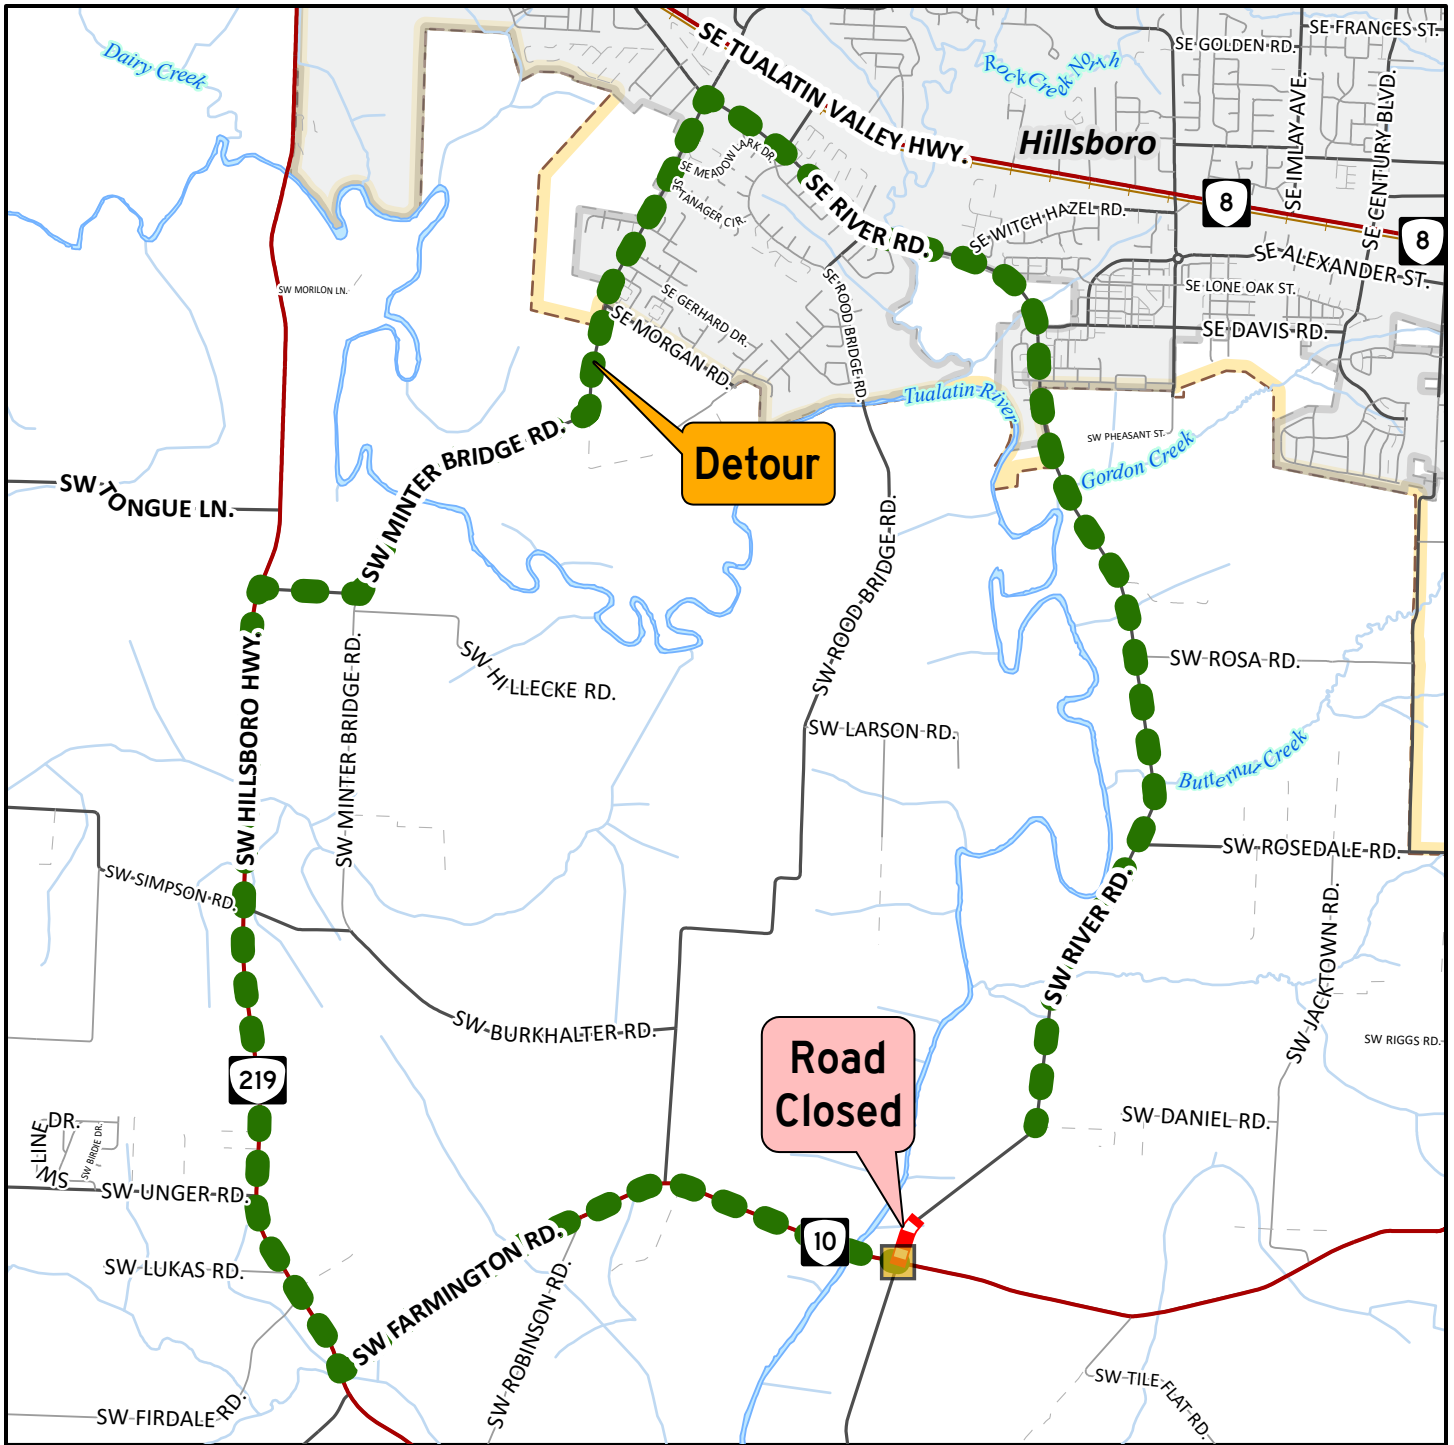 Dairy Creek
SE TUALATIN VALLEY HWY.
Rock Creek North
SE GOLDEN RD.
SE FRANCES ST.
SE IMLAY AVE.
SE CENTURY BLVD.
Hillsboro
8
8
SE MEADOW LARK DR.
SE TANAGER CIR.
SE RIVER RD.
SE WITCH HAZEL RD.
SE ALEXANDER ST.
SE LONE OAK ST.
SE DAVIS RD.
SW MORILON LN.
SE GERHARD DR.
SE MORGAN RD.
SE ROOD BRIDGE RD.
Tualatin River
SW PHEASANT ST.
Gordon Creek
Detour
SW MINTER BRIDGE RD.
SW TONGUE LN.
SW ROOD BRIDGE RD.
SW HILLSBORO HWY.
SW MINTER BRIDGE RD.
SW HILLECKE RD.
SW ROSA RD.
SW LARSON RD.
Butternut Creek
SW ROSEDALE RD.
SW SIMPSON RD.
SW RIVER RD.
SW JACKTOWN RD.
SW BURKHALTER RD.
SW RIGGS RD.
Road
Closed
219
SW LINE DR.
SW BIRDIE DR.
SW DANIEL RD.
SW UNGER RD.
10
SW LUKAS RD.
SW FARMINGTON RD.
SW ROBINSON RD.
SW FIRDALE RD.
SW TILE FLAT RD.